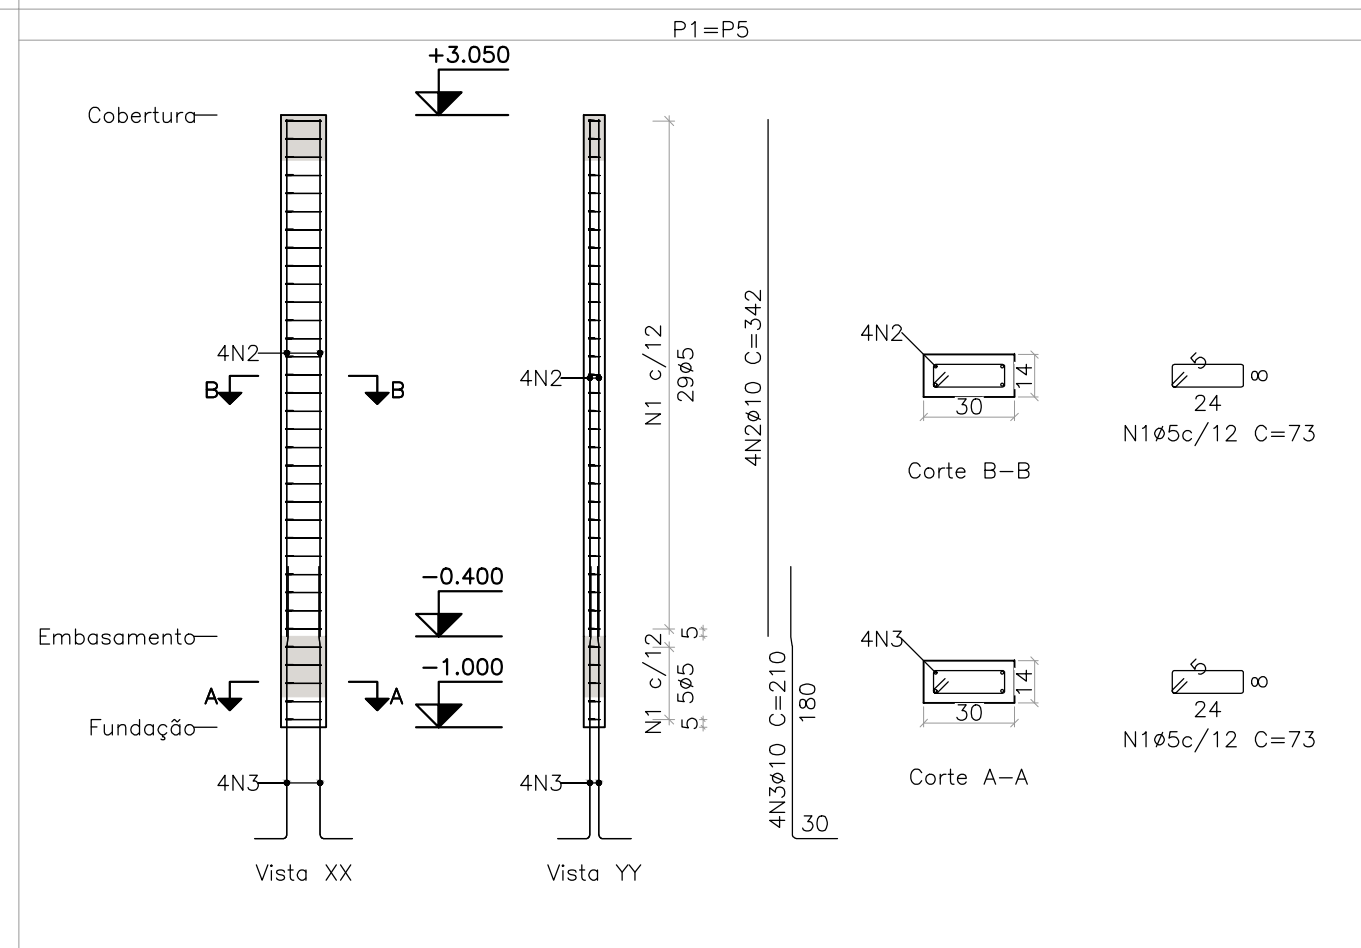 P1=P5
+3.050
Cobertura
4N2
B
B
4N2
N1 c/12
29ø5
4N2ø10 C=342
4N2
14
30
Corte B-B
5
8
24
N1ø5c/12 C=73
-0.400
Embasamento
-1.000
A
A
Fundação
5
N1 c/12
5ø5
5
4N3ø10 C=210
180
30
4N3
4N3
4N3
14
30
Corte A-A
5
8
24
N1ø5c/12 C=73
Vista XX
Vista YY